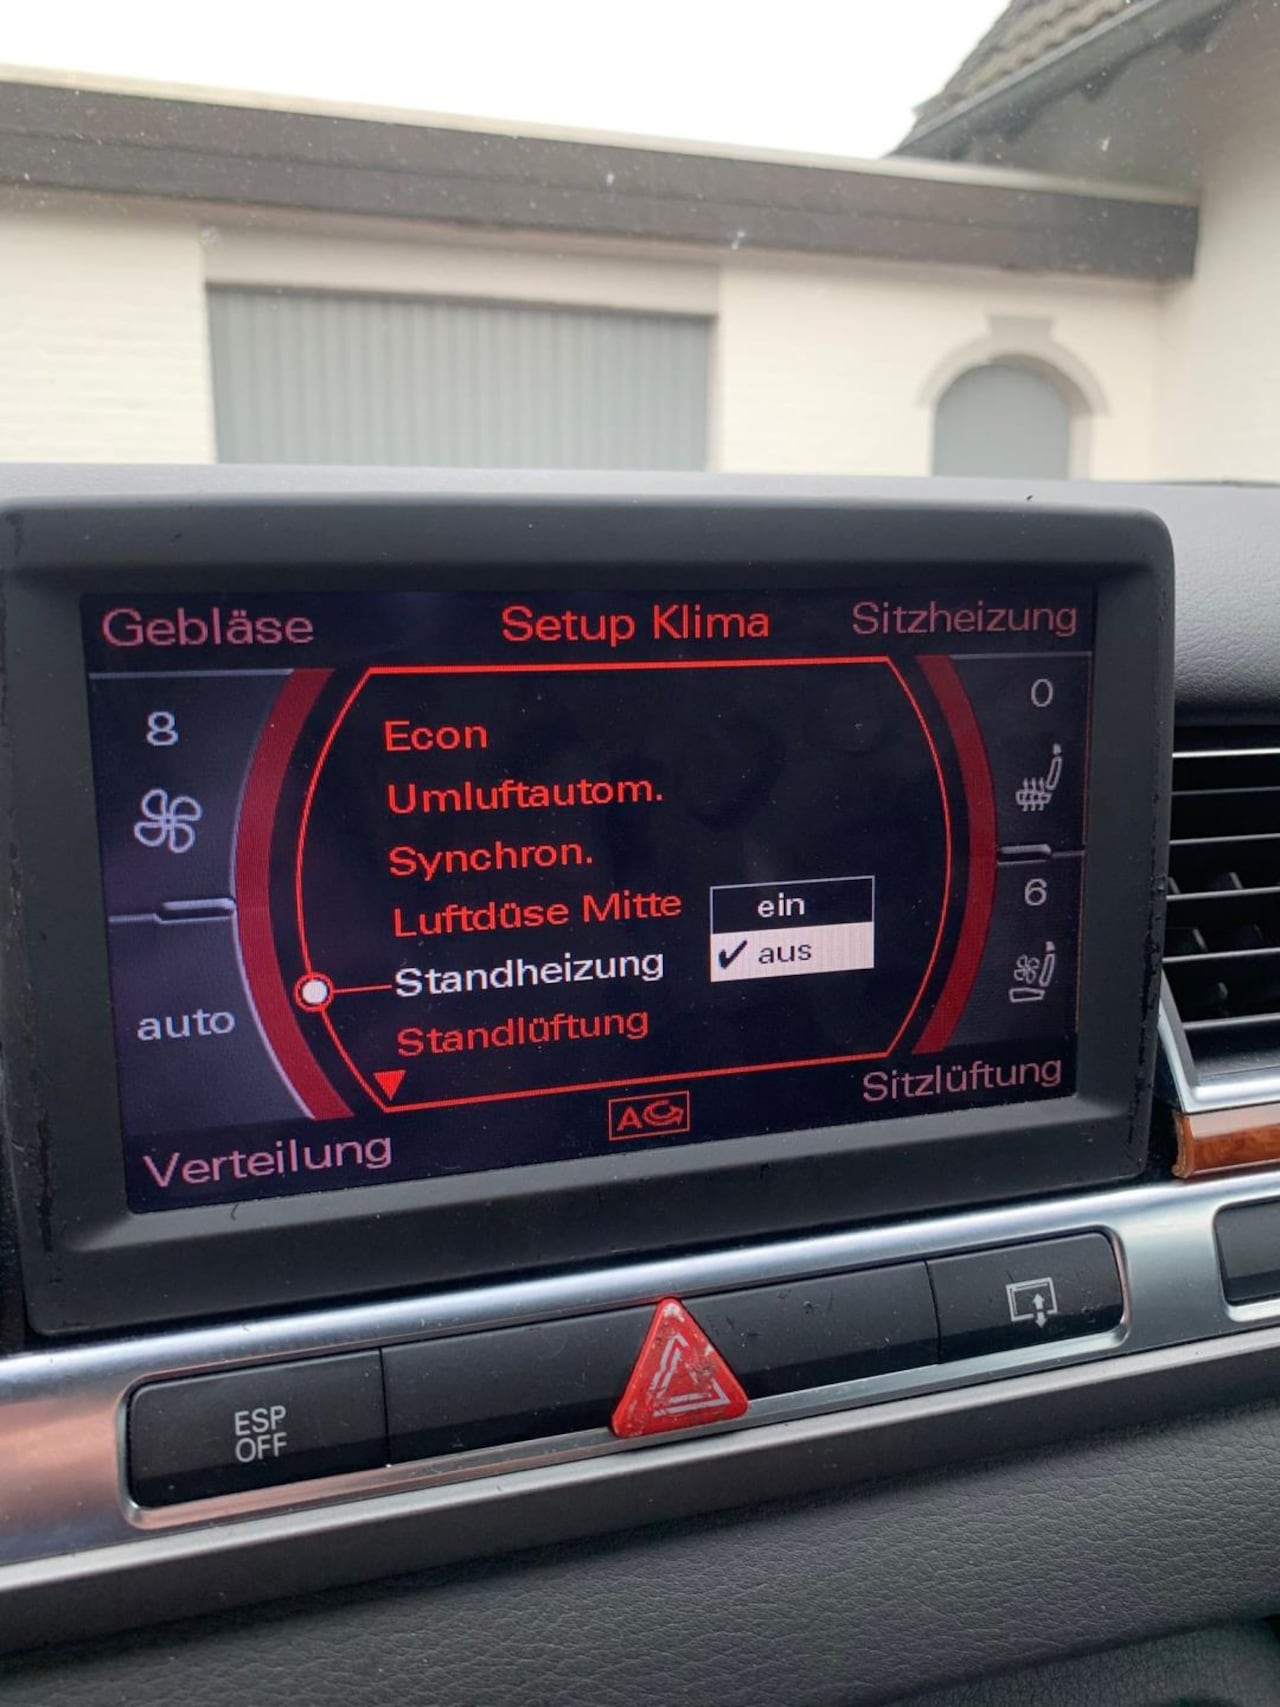 Gebläse
Setup Klima
Sitzheizung
8
0
Econ
Umluftautom.
Synchron.
Luftdüse Mitte
ein
6
Standheizung
✔ aus
auto
Standlüftung
Sitzlüftung
A
Verteilung
ESP
OFF